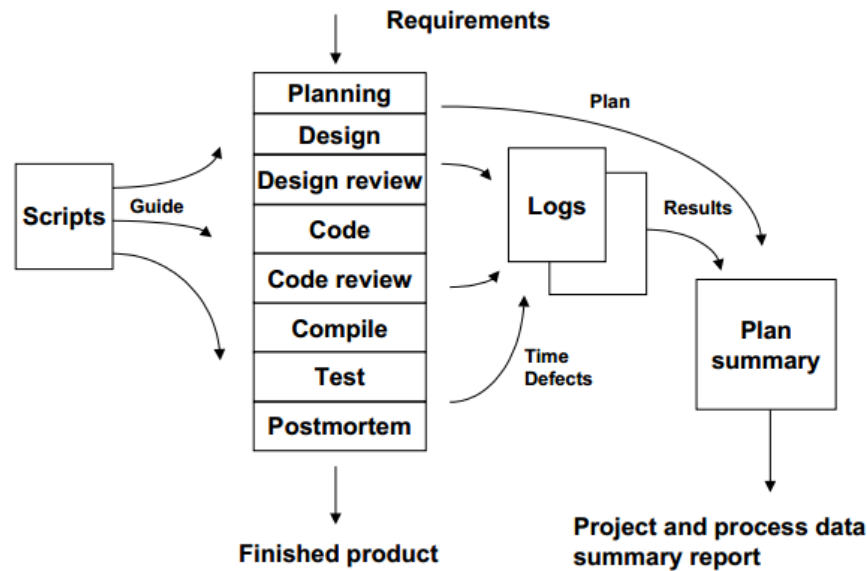 Requirements
Planning
Design
Design review
Code
Code review
Compile
Test
Postmortem
Scripts
Guide
Logs
Plan
Results
Time
Defects
Plan
summary
Finished product
Project and process data
summary report